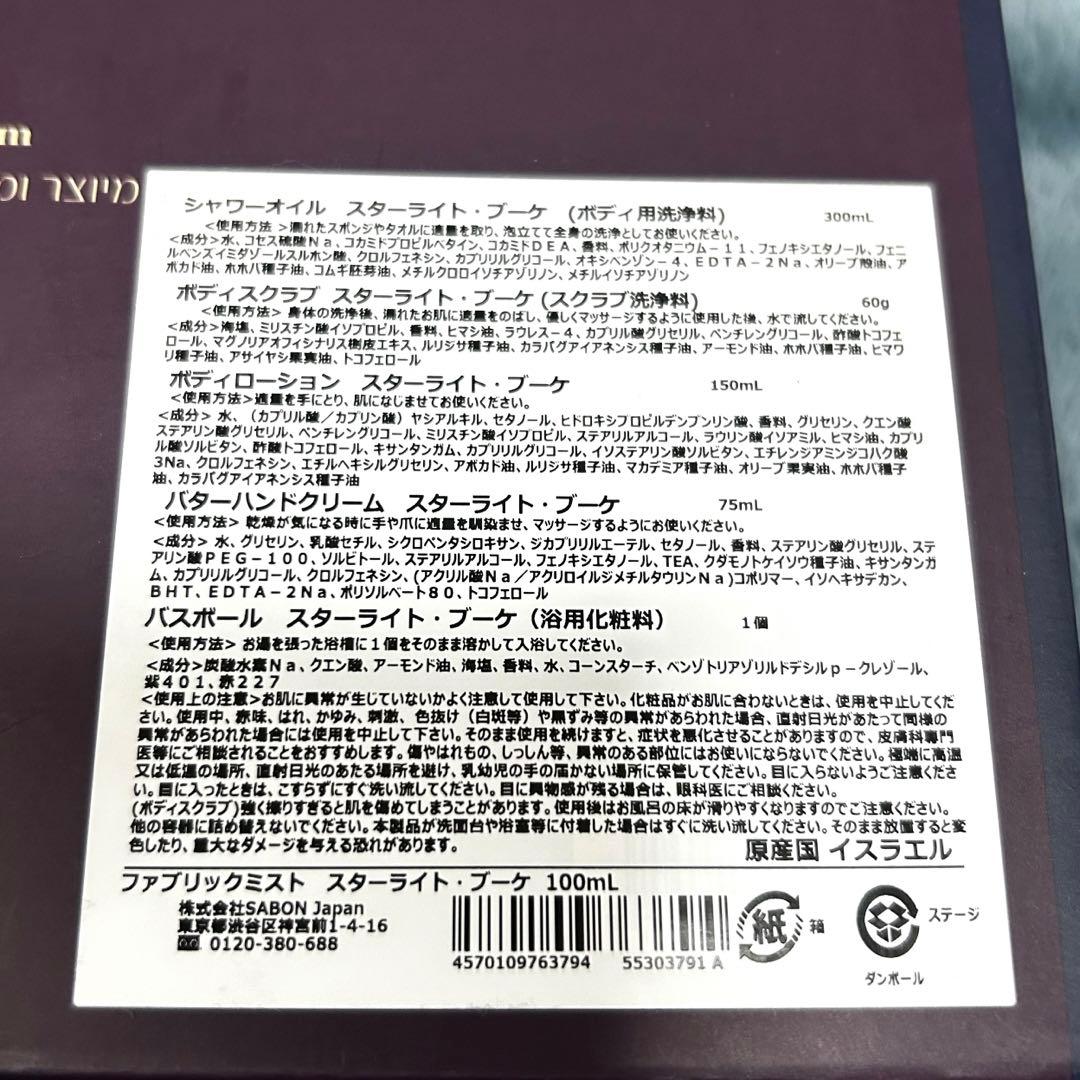 m
מיוצר ומ
シャワーオイル スターライト・ブーケ (ボディ用洗浄料) 300mL
<使用方法>濡れたスポンジやタオルに適量を取り、泡立てて全身の洗浄としてお使いください。
<成分>水、コセス硫酸Na、コカミドプロピルベタイン、コカミドDEA、香料、ポリクオタニウム-11、フェノキシエタノール、フェニ
ルベンズイミダゾールスルホン酸、クロルフェネシン、カプリルグリコール、オキシベンゾン-4、EDTA-2Na、オリーブ殻油、ア
ボカド油、ホホバ種子油、コムギ胚芽油、メチルクロロイソチアゾリノン、メチルイソチアゾリノン
ボディスクラブ スターライト・ブーケ (スクラブ洗浄料) 60g
<使用方法> 身体の洗浄後、濡れたお肌に適量をのばし、優しくマッサージするように使用した後、水で流してください。
<成分>海塩、ミリスチン酸イソプロピル、香料、ヒマシ油、ラウレス-4、カプリル酸グリセリル、ペンチレングリコール、酢酸トコフェ
ロール、マグノリアオフィシナリス樹皮エキス、ルリジサ種子油、カラパグアイアネンシス種子油、アーモンド油、ホホバ種子油、ヒマワ
リ種子油、アサイヤシ果実油、トコフェロール
ボディローション スターライト・ブーケ 150mL
<使用方法>適量を手にとり、肌になじませてお使いください。
<成分> 水、(カプリル酸/カプリン酸)ヤシアルキル、セタノール、ヒドロキシプロピルデンプンリン酸、香料、グリセリン、クエン酸
ステアリン酸グリセリル、ペンチレングリコール、ミリスチン酸イソプロピル、ステアリルアルコール、ラウリン酸イソアミル、ヒマシ油、カプリ
ル酸ソルビタン、酢酸トコフェロール、キサンタンガム、カプリリルグリコール、イソステアリン酸ソルビタン、エチレンジアミンジコハク酸
3Na、クロルフェネシン、エチルヘキシルグリセリン、アボカド油、ルリジサ種子油、マカデミア種子油、オリーブ果実油、ホホバ種子
油、カラパグアイアネンシス種子油
バターハンドクリーム スターライト・ブーケ 75mL
<使用方法> 乾燥が気になる時に手や爪に適量を馴染ませ、マッサージするようにお使いください。
<成分> 水、グリセリン、乳酸セチル、シクロペンタシロキサン、ジカプリリルエーテル、セタノール、香料、ステアリン酸グリセリル、ステ
アリン酸PEG-100、ソルビトール、ステアリルアルコール、フェノキシエタノール、TEA、クダモノトケイソウ種子油、キサンタンガ
ム、カプリリルグリコール、クロルフェネシン、(アクリル酸Na/アクリロイルジメチルタウリンNa)コポリマー、イソヘキサデカン、
BHT、EDTA-2Na、ポリソルベート80、トコフェロール
バスボール スターライト・ブーケ(浴用化粧料) 1個
<使用方法> お湯を張った浴槽に1個をそのまま溶かして入浴してください。
<成分>炭酸水素Na、クエン酸、アーモンド油、海塩、香料、水、コーンスターチ、ベンゾトリアゾリルドデシルp-クレゾール、
紫401、赤227
<使用上の注意>お肌に異常が生じていないかよく注意して使用して下さい。化粧品がお肌に合わないときは、使用を中止してくだ
さい。使用中、赤味、はれ、かゆみ、刺激、色抜け(白斑等)や黒ずみ等の異常があらわれた場合、直射日光があたって同様の
異常があらわれた場合には使用を中止して下さい。そのまま使用を続けますと、症状を悪化させることがありますので、皮膚科専門
医等にご相談されることをおすすめします。傷やはれもの、しっしん等、異常のある部位にはお使いにならないでください。極端に高温
又は低温の場所、直射日光のあたる場所を避け、乳幼児の手の届かない場所に保管してください。目に入らないようご注意くださ
い。目に入ったときは、こすらずにすぐ洗い流してください。目に異物感が残る場合は、眼科医にご相談ください。
(ボディスクラブ)強く擦りすぎると肌を傷めてしまうことがあります。使用後はお風呂の床が滑りやすくなりますのでご注意ください。
他の容器に詰め替えないでください。本製品が洗面台や浴室等に付着した場合はすぐに洗い流してください。そのまま放置すると変
色したり、重大なダメージを与える恐れがあります。
原産国 イスラエル
ファブリックミスト スターライト・ブーケ 100mL
株式会社SABON Japan
東京都渋谷区神宮前1-4-16
0120-380-688
4570109763794 55303791 A
紙 箱
ダンボール
ステージ